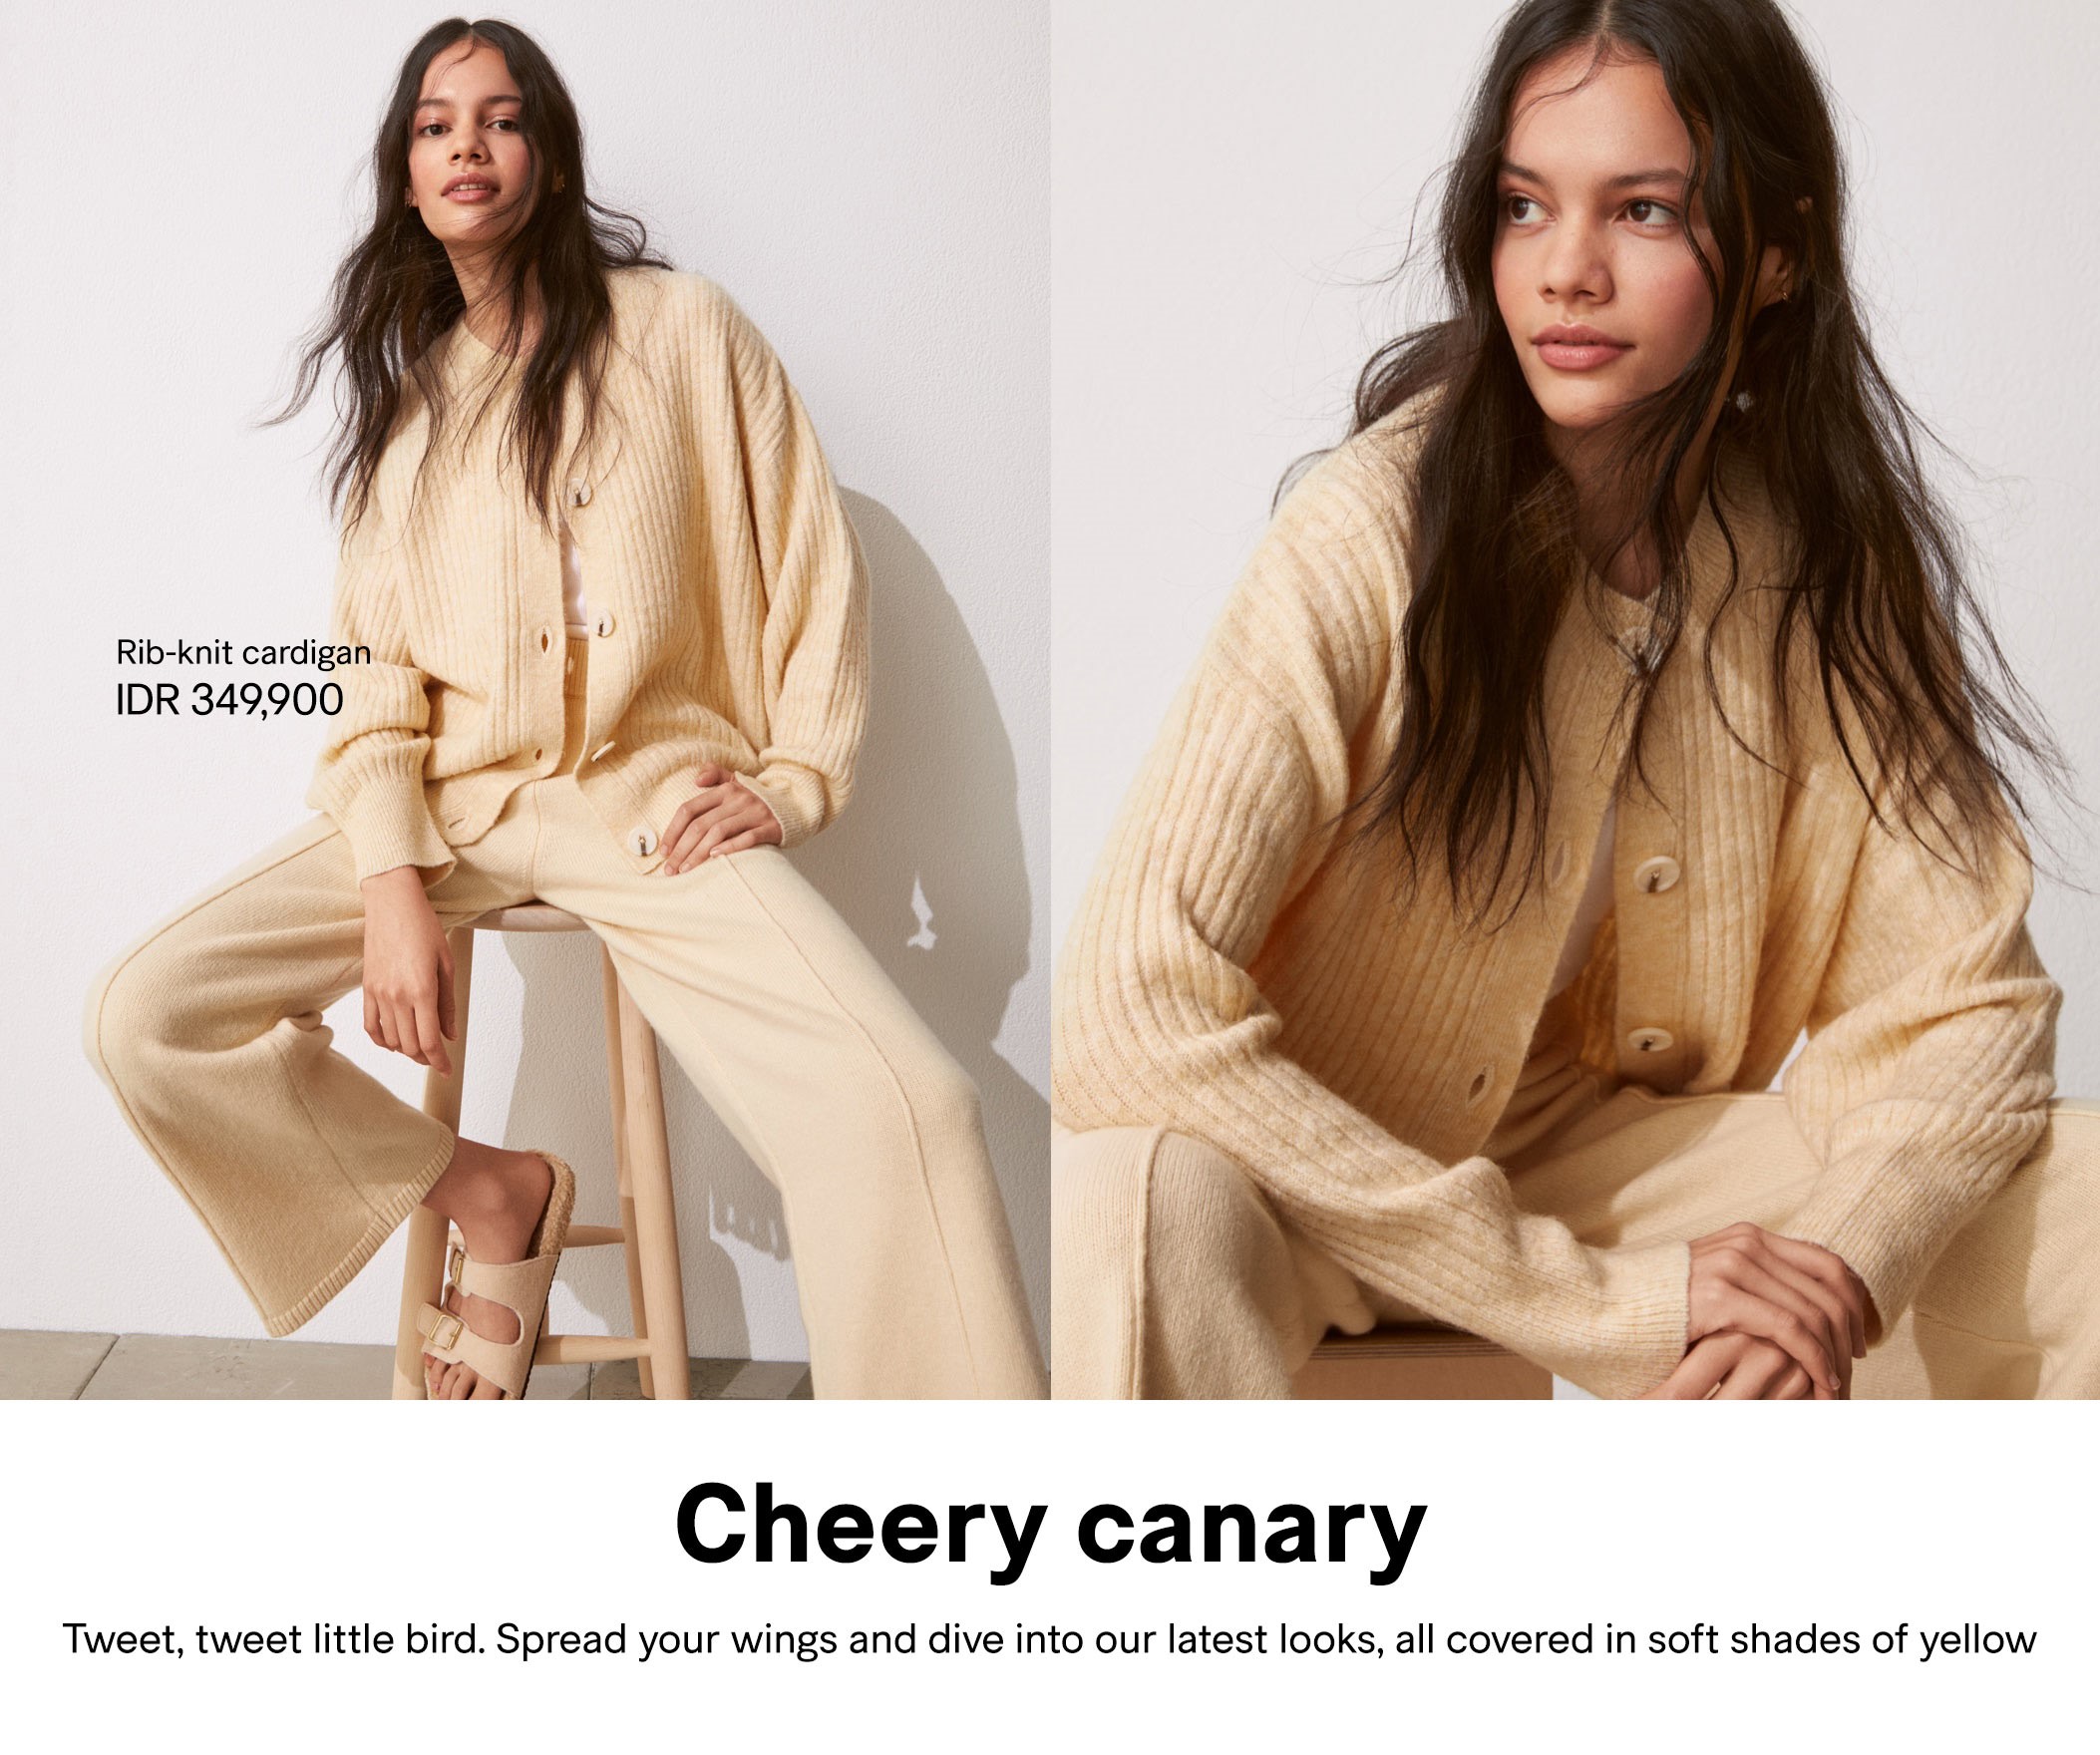 Rib-knit cardigan
IDR 349,900
Cheery canary
Tweet, tweet little bird. Spread your wings and dive into our latest looks, all covered in soft shades of yellow